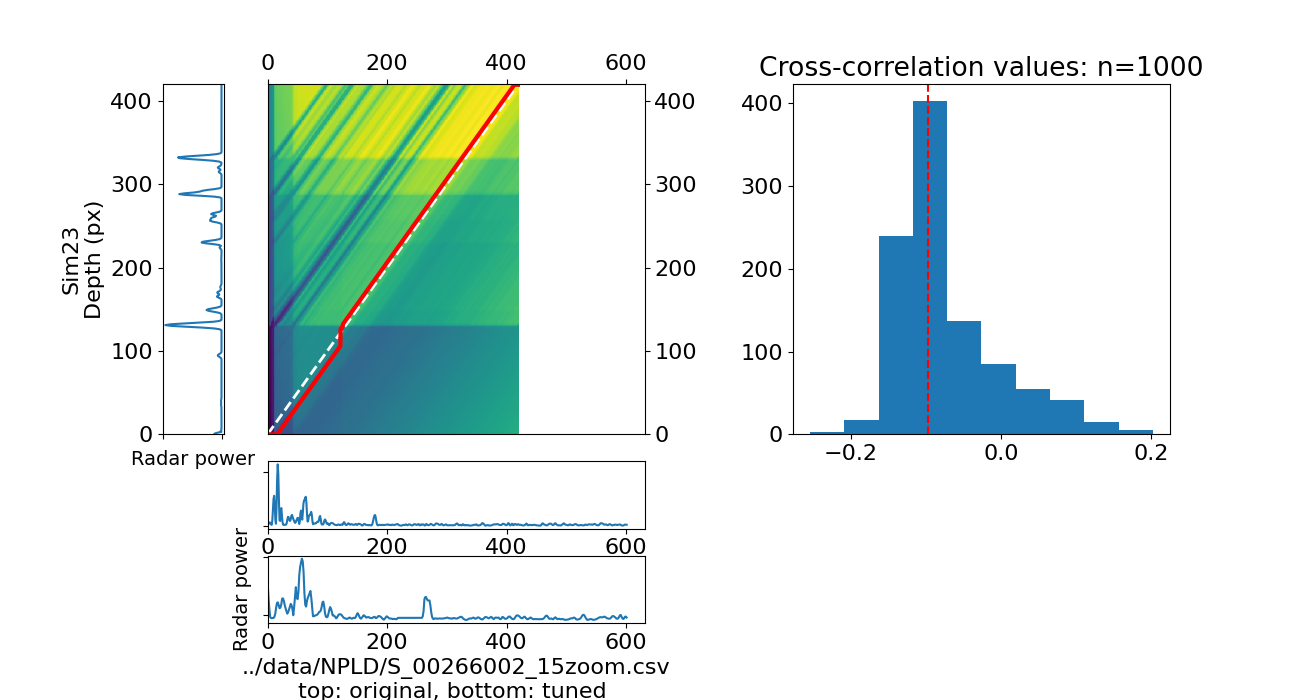 0 200 400 600
Cross-correlation values: n=1000
400
300
200
100
0
Sim23
Depth (px)
Radar power
400
300
200
100
0
400
300
200
100
0
−0.2 0.0 0.2
0 200 400 600
Radar power
0 200 400 600
../data/NPLD/S_00266002_15zoom.csv
top: original, bottom: tuned